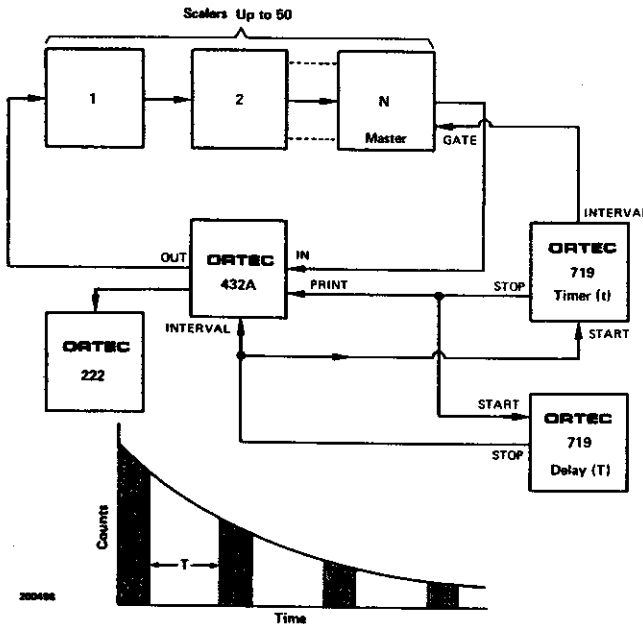 Scalers Up to 50
1
2
N
Master
GATE
INTERVAL
OUT
ORTEC
432A
IN
PRINT
INTERVAL
STOP
ORTEC
719
Timer (t)
START
ORTEC
222
START
STOP
ORTEC
719
Delay (T)
Counts
T
Time
200498